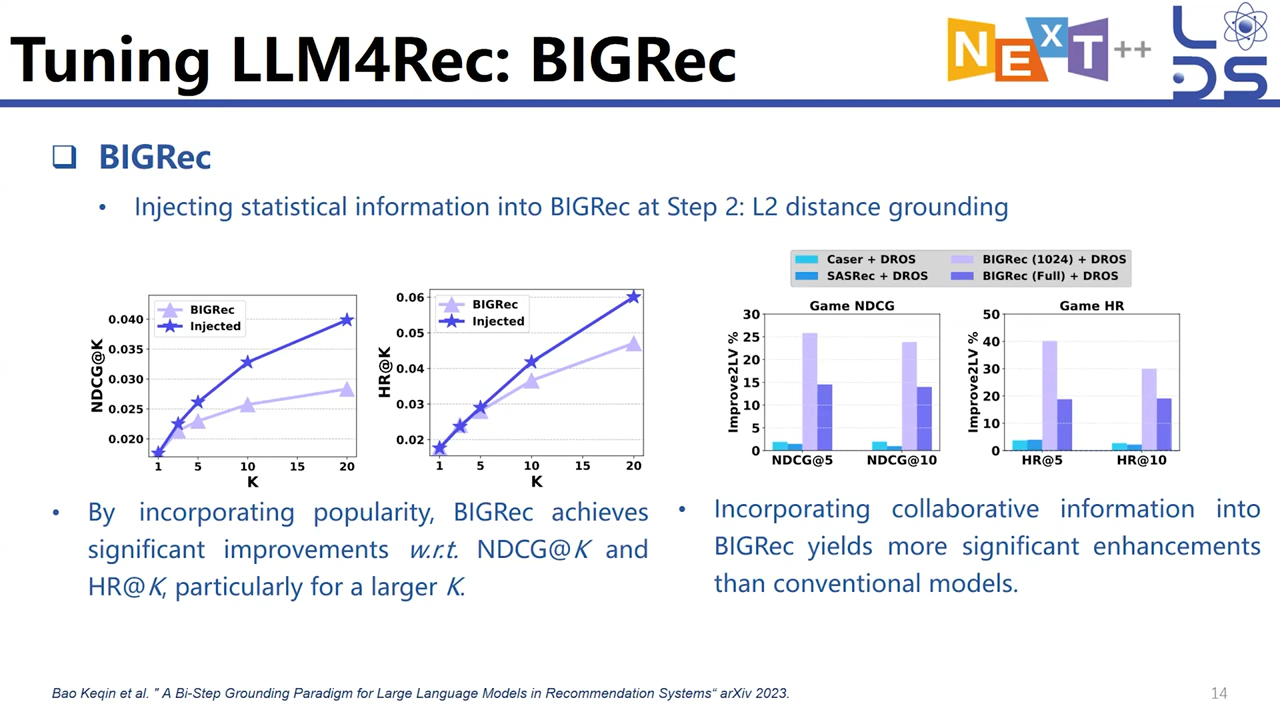 Tuning LLM4Rec: BIGRec
NExT++
LDS
❑ BIGRec
• Injecting statistical information into BIGRec at Step 2: L2 distance grounding
BIGRec
Injected
NDCG@K
0.040
0.035
0.030
0.025
0.020
1 5 10 15 20
K
BIGRec
Injected
HR@K
0.06
0.05
0.04
0.03
0.02
1 5 10 15 20
K
Caser + DROS
SASRec + DROS
BIGRec (1024) + DROS
BIGRec (Full) + DROS
Game NDCG
Improve2LV %
30
25
20
15
10
5
0
NDCG@5 NDCG@10
Game HR
Improve2LV %
50
40
30
20
10
0
HR@5 HR@10
• By incorporating popularity, BIGRec achieves
significant improvements w.r.t. NDCG@K and
HR@K, particularly for a larger K.
• Incorporating collaborative information into
BIGRec yields more significant enhancements
than conventional models.
Bao Keqin et al. " A Bi-Step Grounding Paradigm for Large Language Models in Recommendation Systems“ arXiv 2023.
14